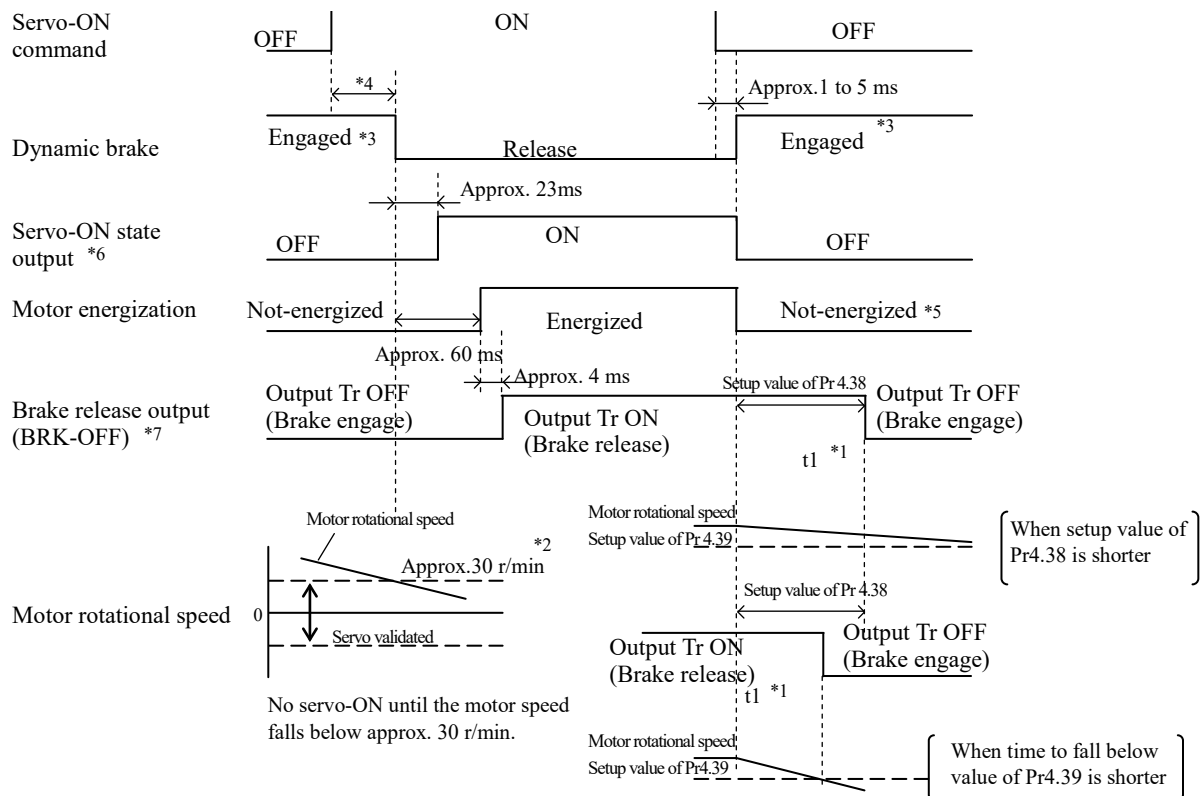 Servo-ON
command
OFF
ON
OFF
*4
Approx.1 to 5 ms
Dynamic brake
Engaged *3
Release
Engaged *3
Approx. 23ms
Servo-ON state
output *6
OFF
ON
OFF
Motor energization
Not-energized
Energized
Not-energized *5
Approx. 60 ms
Approx. 4 ms
Setup value of Pr 4.38
Brake release output
(BRK-OFF) *7
Output Tr OFF
(Brake engage)
Output Tr ON
(Brake release)
Output Tr OFF
(Brake engage)
t1 *1
Motor rotational speed
Setup value of Pr 4.39
When setup value of
Pr4.38 is shorter
Motor rotational speed
Approx.30 r/min *2
Motor rotational speed
0
Servo validated
No servo-ON until the motor speed
falls below approx. 30 r/min.
Setup value of Pr 4.38
Output Tr ON
(Brake release)
Output Tr OFF
(Brake engage)
t1 *1
Motor rotational speed
Setup value of Pr4.39
When time to fall below
value of Pr4.39 is shorter